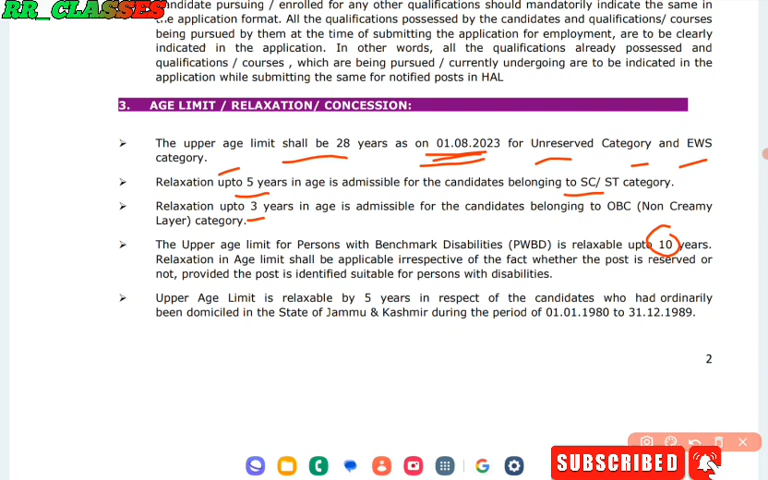 RR_CLASSES
candidate pursuing / enrolled for any other qualifications should mandatorily indicate the same in
the application format. All the qualifications possessed by the candidates and qualifications/ courses
being pursued by them at the time of submitting the application for employment, are to be clearly
indicated in the application. In other words, all the qualifications already possessed and
qualifications / courses , which are being pursued / currently undergoing are to be indicated in the
application while submitting the same for notified posts in HAL
3. AGE LIMIT / RELAXATION/ CONCESSION:
➢ The upper age limit shall be 28 years as on 01.08.2023 for Unreserved Category and EWS
category.
➢ Relaxation upto 5 years in age is admissible for the candidates belonging to SC/ ST category.
➢ Relaxation upto 3 years in age is admissible for the candidates belonging to OBC (Non Creamy
Layer) category.
➢ The Upper age limit for Persons with Benchmark Disabilities (PWBD) is relaxable upto 10 years.
Relaxation in Age limit shall be applicable irrespective of the fact whether the post is reserved or
not, provided the post is identified suitable for persons with disabilities.
➢ Upper Age Limit is relaxable by 5 years in respect of the candidates who had ordinarily
been domiciled in the State of Jammu & Kashmir during the period of 01.01.1980 to 31.12.1989.
2
SUBSCRIBED